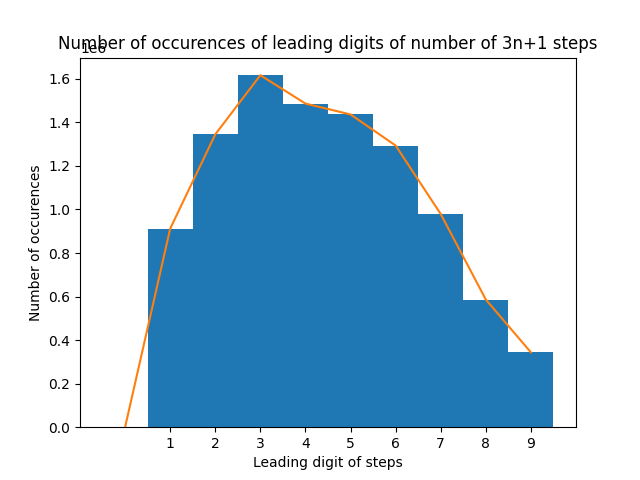 Number of occurences of leading digits of number of 3n+1 steps
1e6
1.6
1.4
1.2
1.0
0.8
0.6
0.4
0.2
0.0
Number of occurences
1 2 3 4 5 6 7 8 9
Leading digit of steps